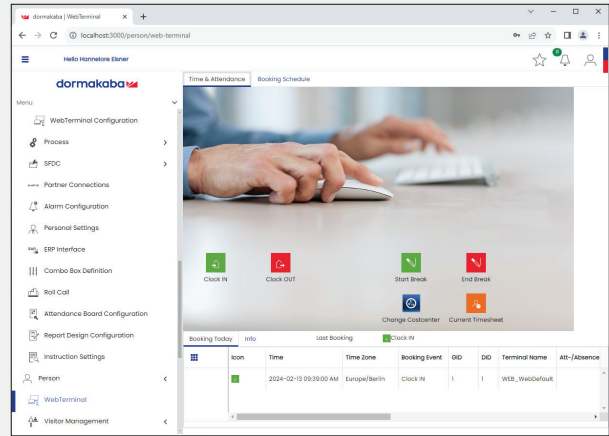 dormakaba | WebTerminal
localhost:3000/person/web-terminal
Hello Hannelore Elsner
0
dormakaba
Time & Attendance
Booking Schedule
Menu
WebTerminal Configuration
Process
SFDC
Partner Connections
Alarm Configuration
Personal Settings
ERP Interface
Combo Box Definition
Roll Call
Attendance Board Configuration
Report Design Configuration
Instruction Settings
Person
WebTerminal
Visitor Management
Clock IN
Clock OUT
Start Break
End Break
Change Costcenter
Current Timesheet
Booking Today
Info
Last Booking
Clock IN
Icon
Time
Time Zone
Booking Event
GID
DID
Terminal Name
Att-/Absence
2024-02-13 09:39:00 AM
Europe/Berlin
Clock IN
1
1
WEB_WebDefault